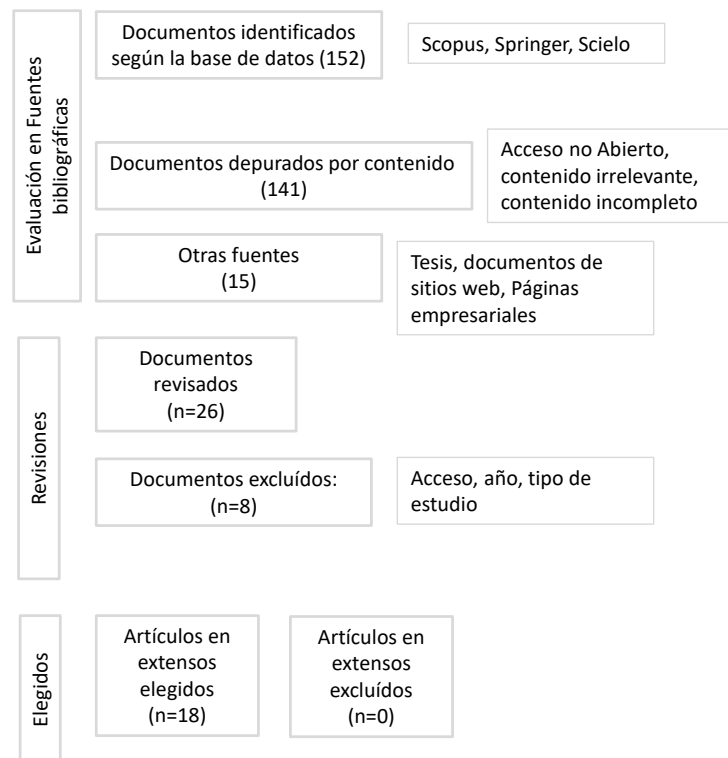 Evaluación en Fuentes
bibliográficas
Documentos identificados
según la base de datos (152)
Scopus, Springer, Scielo
Documentos depurados por contenido
(141)
Acceso no Abierto,
contenido irrelevante,
contenido incompleto
Otras fuentes
(15)
Tesis, documentos de
sitios web, Páginas
empresariales
Revisiones
Documentos
revisados
(n=26)
Documentos excluídos:
(n=8)
Acceso, año, tipo de
estudio
Elegidos
Artículos en
extensos
elegidos
(n=18)
Artículos en
extensos
excluídos
(n=0)